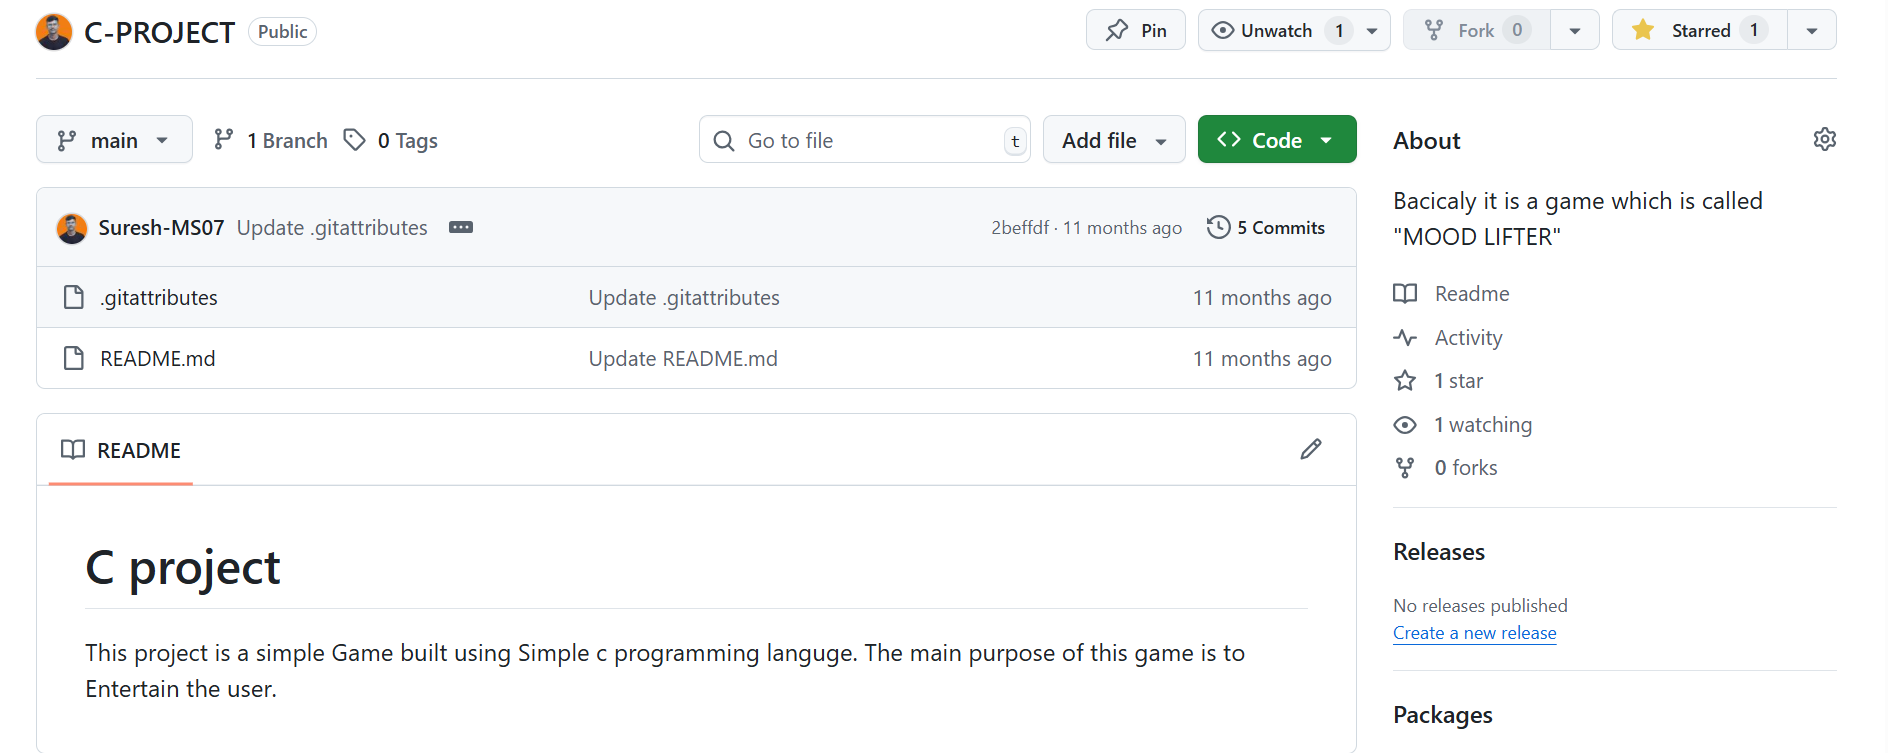 C-PROJECT Public Pin Unwatch 1 Fork 0 Starred 1
main 1 Branch 0 Tags Go to file t Add file Code
Suresh-MS07 Update .gitattributes 2beffdf · 11 months ago 5 Commits
.gitattributes Update .gitattributes 11 months ago
README.md Update README.md 11 months ago
README
C project
This project is a simple Game built using Simple c programming languge. The main purpose of this game is to
Entertain the user.
About
Bacicaly it is a game which is called
"MOOD LIFTER"
Readme
Activity
1 star
1 watching
0 forks
Releases
No releases published
Create a new release
Packages